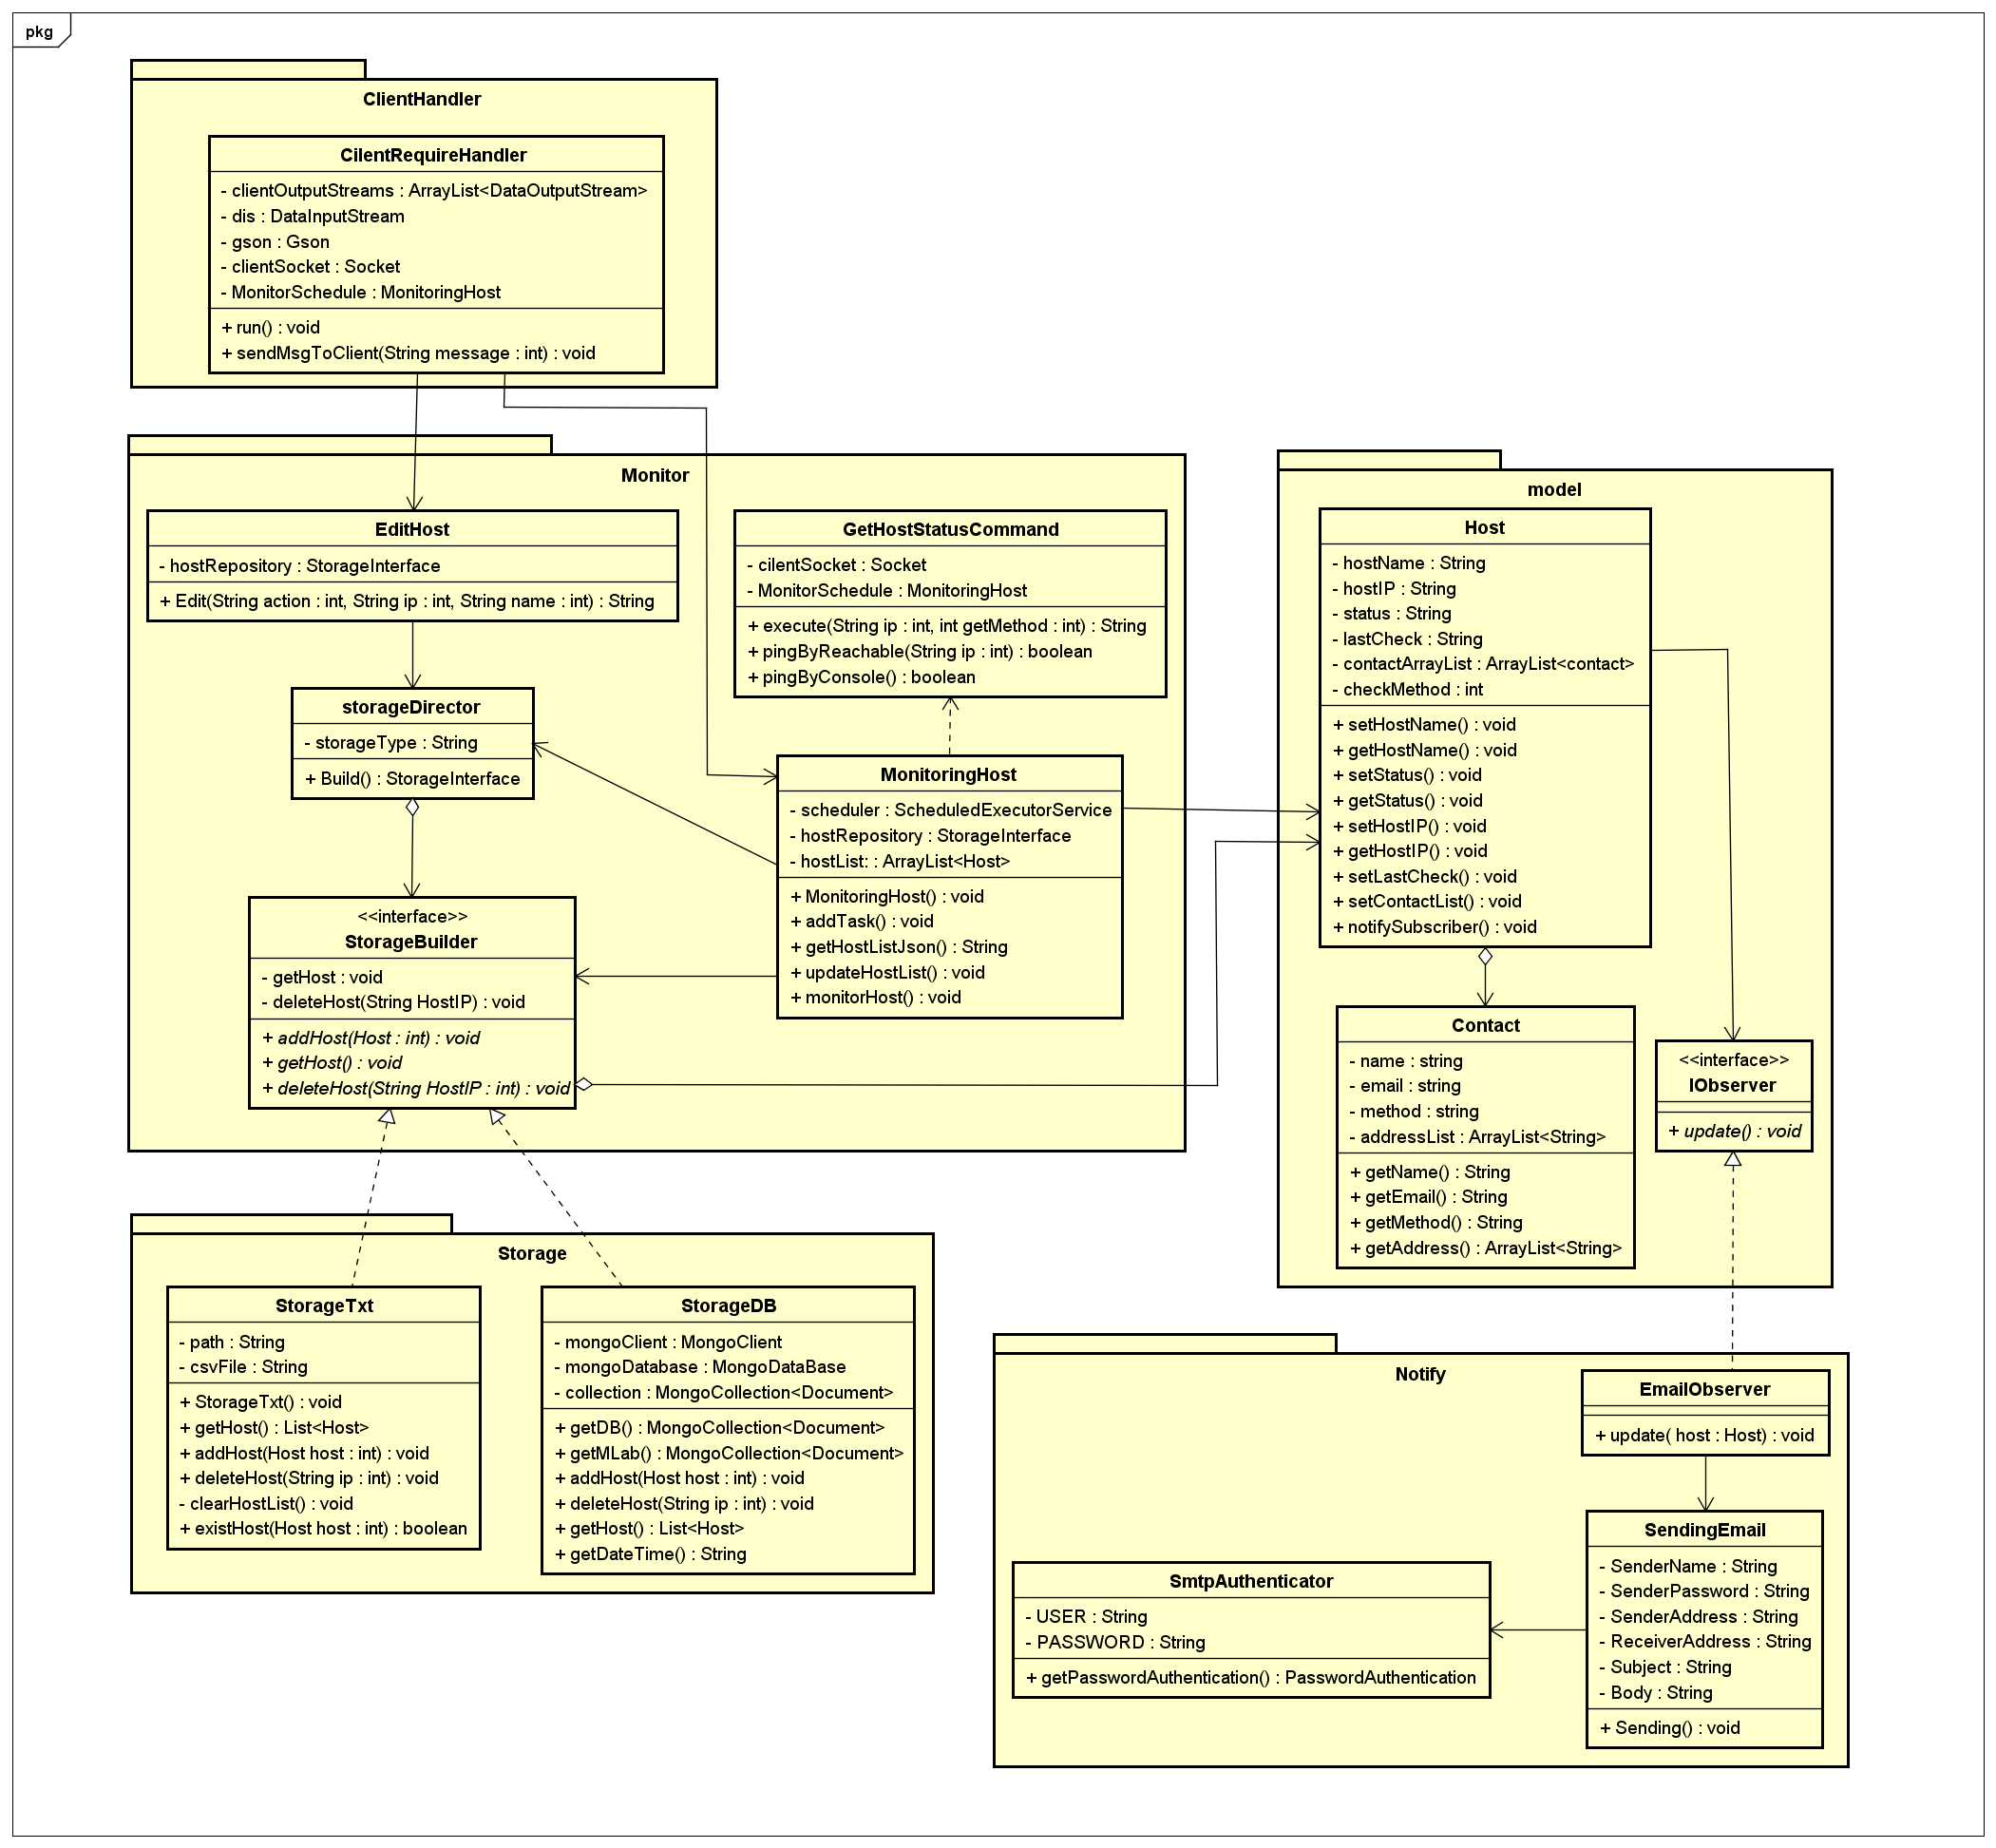 pkg
ClientHandler
CilentRequireHandler
- clientOutputStreams : ArrayList<DataOutputStream>
- dis : DataInputStream
- gson : Gson
- clientSocket : Socket
- MonitorSchedule : MonitoringHost
+ run() : void
+ sendMsgToClient(String message : int) : void
Monitor
EditHost
- hostRepository : StorageInterface
+ Edit(String action : int, String ip : int, String name : int) : String
GetHostStatusCommand
- cilentSocket : Socket
- MonitorSchedule : MonitoringHost
+ execute(String ip : int, int getMethod : int) : String
+ pingByReachable(String ip : int) : boolean
+ pingByConsole() : boolean
storageDirector
- storageType : String
+ Build() : StorageInterface
MonitoringHost
- scheduler : ScheduledExecutorService
- hostRepository : StorageInterface
- hostList: : ArrayList<Host>
+ MonitoringHost() : void
+ addTask() : void
+ getHostListJson() : String
+ updateHostList() : void
+ monitorHost() : void
<<interface>>
StorageBuilder
- getHost : void
- deleteHost(String HostIP) : void
+ addHost(Host : int) : void
+ getHost() : void
+ deleteHost(String HostIP : int) : void
model
Host
- hostName : String
- hostIP : String
- status : String
- lastCheck : String
- contactArrayList : ArrayList<contact>
- checkMethod : int
+ setHostName() : void
+ getHostName() : void
+ setStatus() : void
+ getStatus() : void
+ setHostIP() : void
+ getHostIP() : void
+ setLastCheck() : void
+ setContactList() : void
+ notifySubscriber() : void
Contact
- name : string
- email : string
- method : string
- addressList : ArrayList<String>
+ getName() : String
+ getEmail() : String
+ getMethod() : String
+ getAddress() : ArrayList<String>
<<interface>>
IObserver
+ update() : void
Storage
StorageTxt
- path : String
- csvFile : String
+ StorageTxt() : void
+ getHost() : List<Host>
+ addHost(Host host : int) : void
+ deleteHost(String ip : int) : void
- clearHostList() : void
+ existHost(Host host : int) : boolean
StorageDB
- mongoClient : MongoClient
- mongoDatabase : MongoDataBase
- collection : MongoCollection<Document>
+ getDB() : MongoCollection<Document>
+ getMLab() : MongoCollection<Document>
+ addHost(Host host : int) : void
+ deleteHost(String ip : int) : void
+ getHost() : List<Host>
+ getDateTime() : String
Notify
EmailObserver
+ update( host : Host) : void
SendingEmail
- SenderName : String
- SenderPassword : String
- SenderAddress : String
- ReceiverAddress : String
- Subject : String
- Body : String
+ Sending() : void
SmtpAuthenticator
- USER : String
- PASSWORD : String
+ getPasswordAuthentication() : PasswordAuthentication